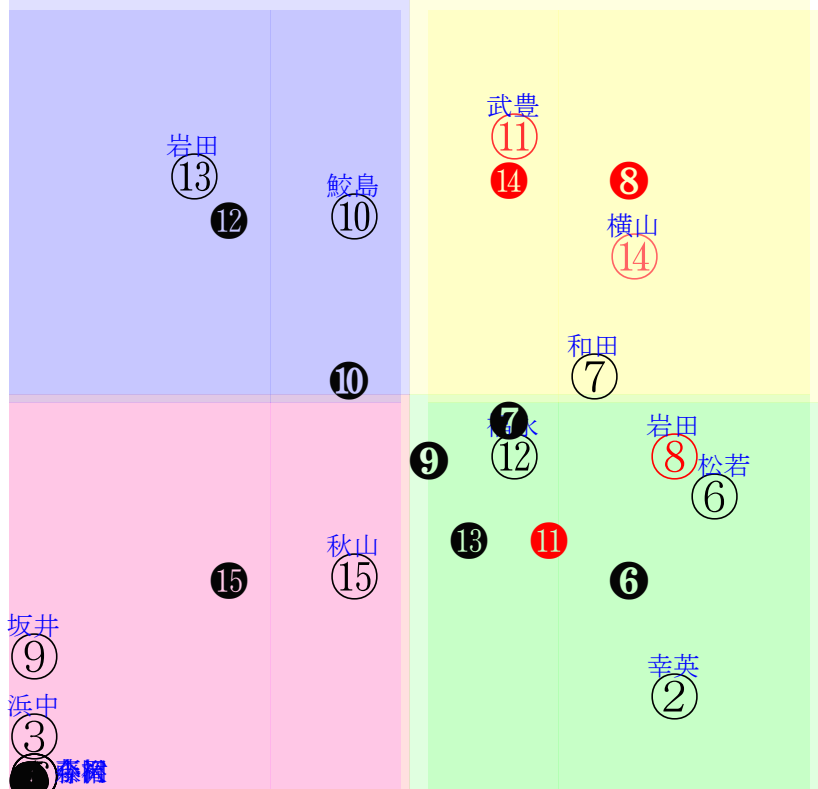 武豊
⑪
岩田
⑬
⓮
❽
鮫島
⑩
⓬
横山
⑭
和田
⑦
❿
❼
⑫
❾
岩田
⑧
松若
⑥
⓭
⓫
秋山
⑮
⓯
❻
坂井
⑨
幸英
②
浜中
③